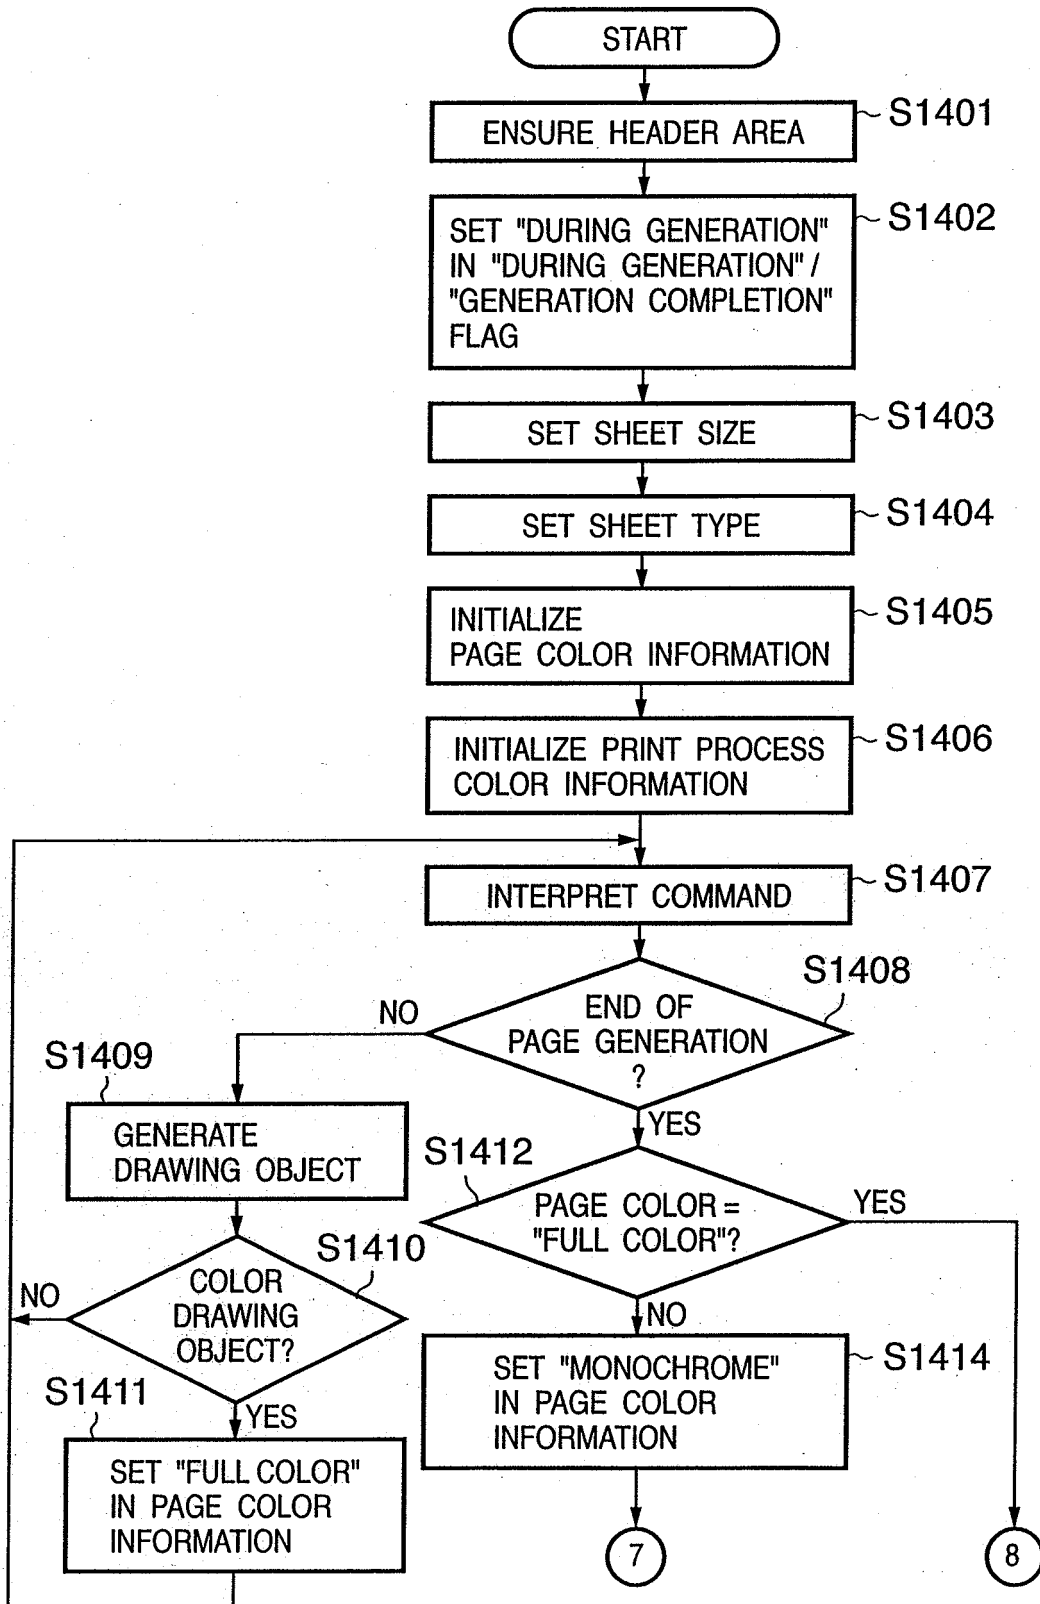 START
ENSURE HEADER AREA
S1401
SET "DURING GENERATION"
IN "DURING GENERATION" /
"GENERATION COMPLETION"
FLAG
S1402
SET SHEET SIZE
S1403
SET SHEET TYPE
S1404
INITIALIZE
PAGE COLOR INFORMATION
S1405
INITIALIZE PRINT PROCESS
COLOR INFORMATION
S1406
INTERPRET COMMAND
S1407
S1408
END OF
PAGE GENERATION
?
NO
YES
S1409
GENERATE
DRAWING OBJECT
S1412
PAGE COLOR =
"FULL COLOR"?
YES
NO
S1410
COLOR
DRAWING
OBJECT?
NO
YES
S1414
SET "MONOCHROME"
IN PAGE COLOR
INFORMATION
S1411
SET "FULL COLOR"
IN PAGE COLOR
INFORMATION
7
8